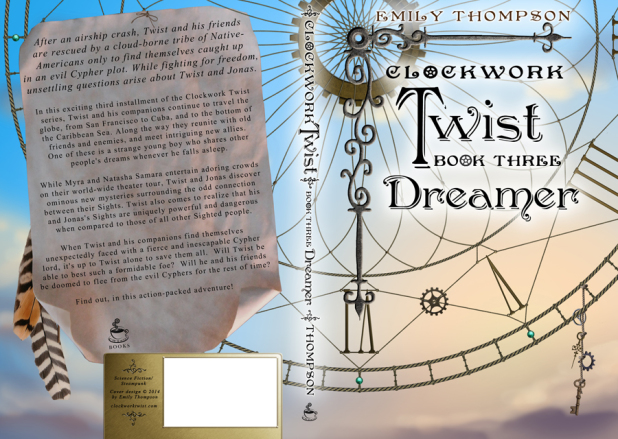 After an airship crash, Twist and his friends
are rescued by a cloud-borne tribe of Native-
Americans only to find themselves caught up
in an evil Cypher plot. While fighting for freedom,
unsettling questions arise about Twist and Jonas.
In this exciting third installment of the Clockwork Twist
series, Twist and his companions continue to travel the
globe, from San Francisco to Cuba, and to the bottom of
the Caribbean Sea. Along the way they reunite with old
friends and enemies, and meet intriguing new allies.
One of these is a strange young boy who shares other
people's dreams whenever he falls asleep.
While Myra and Natasha Samara entertain adoring crowds
on their world-wide theater tour, Twist and Jonas discover
ominous new mysteries surrounding the odd connection
between their Sights. Twist also comes to realize that his
and Jonas's Sights are uniquely powerful and dangerous
when compared to those of all other Sighted people.
When Twist and his companions find themselves
unexpectedly faced with a fierce and inescapable Cypher
lord, it's up to Twist alone to save them all. Will Twist be
able to best such a formidable foe? Will he and his friends
be doomed to flee from the evil Cyphers for the rest of time?
Find out, in this action-packed adventure!
BOOKS
Science Fiction/
Steampunk
Cover design © 2014
by Emily Thompson
clockworktwist.com
CLOCKWORK Twist BOOK THREE Dreamer THOMPSON
EMILY THOMPSON
CLOCKWORK
Twist
BOOK THREE
Dreamer